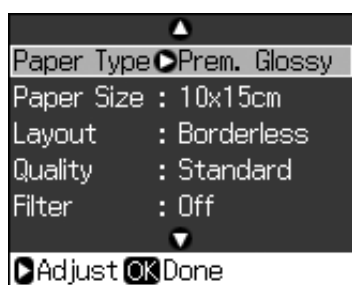 Paper Type Prem. Glossy
Paper Size : 10x15cm
Layout : Borderless
Quality : Standard
Filter : Off
Adjust OK Done